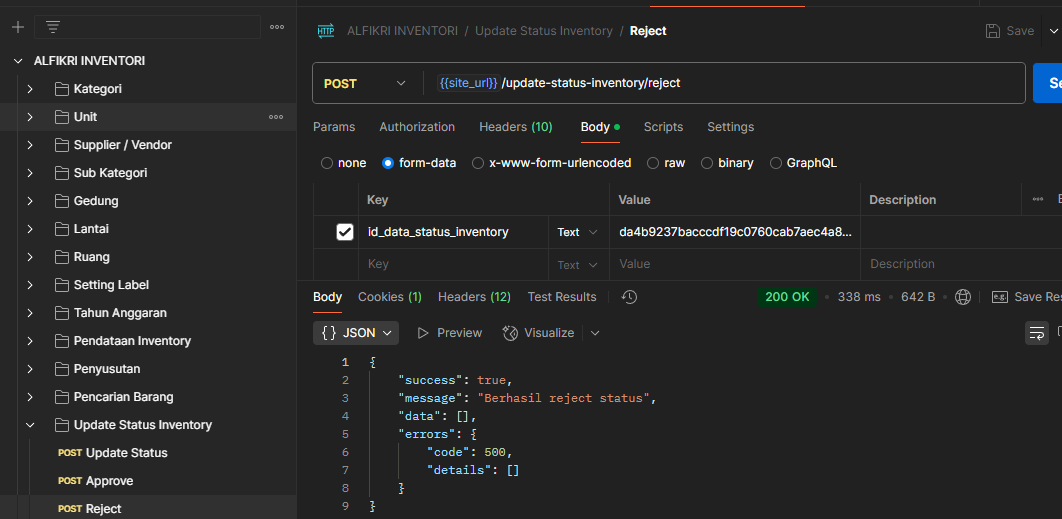 ALFIKRI INVENTORI / Update Status Inventory / Reject
Save
ALFIKRI INVENTORI
Kategori
Unit
Supplier / Vendor
Sub Kategori
Gedung
Lantai
Ruang
Setting Label
Tahun Anggaran
Pendataan Inventory
Penyusutan
Pencarian Barang
Update Status Inventory
POST Update Status
POST Approve
POST Reject
HTTP
POST {{site_url}} /update-status-inventory/reject
Params Authorization Headers (10) Body Scripts Settings
none form-data x-www-form-urlencoded raw binary GraphQL
Key Value Description
id_data_status_inventory Text da4b9237bacccdf19c0760cab7aec4a8...
Key Text Value Description
Body Cookies (1) Headers (12) Test Results 200 OK • 338 ms • 642 B • e.g. Save Res
{} JSON Preview Visualize
1 {
2 "success": true,
3 "message": "Berhasil reject status",
4 "data": [],
5 "errors": {
6 "code": 500,
7 "details": []
8 }
9 }